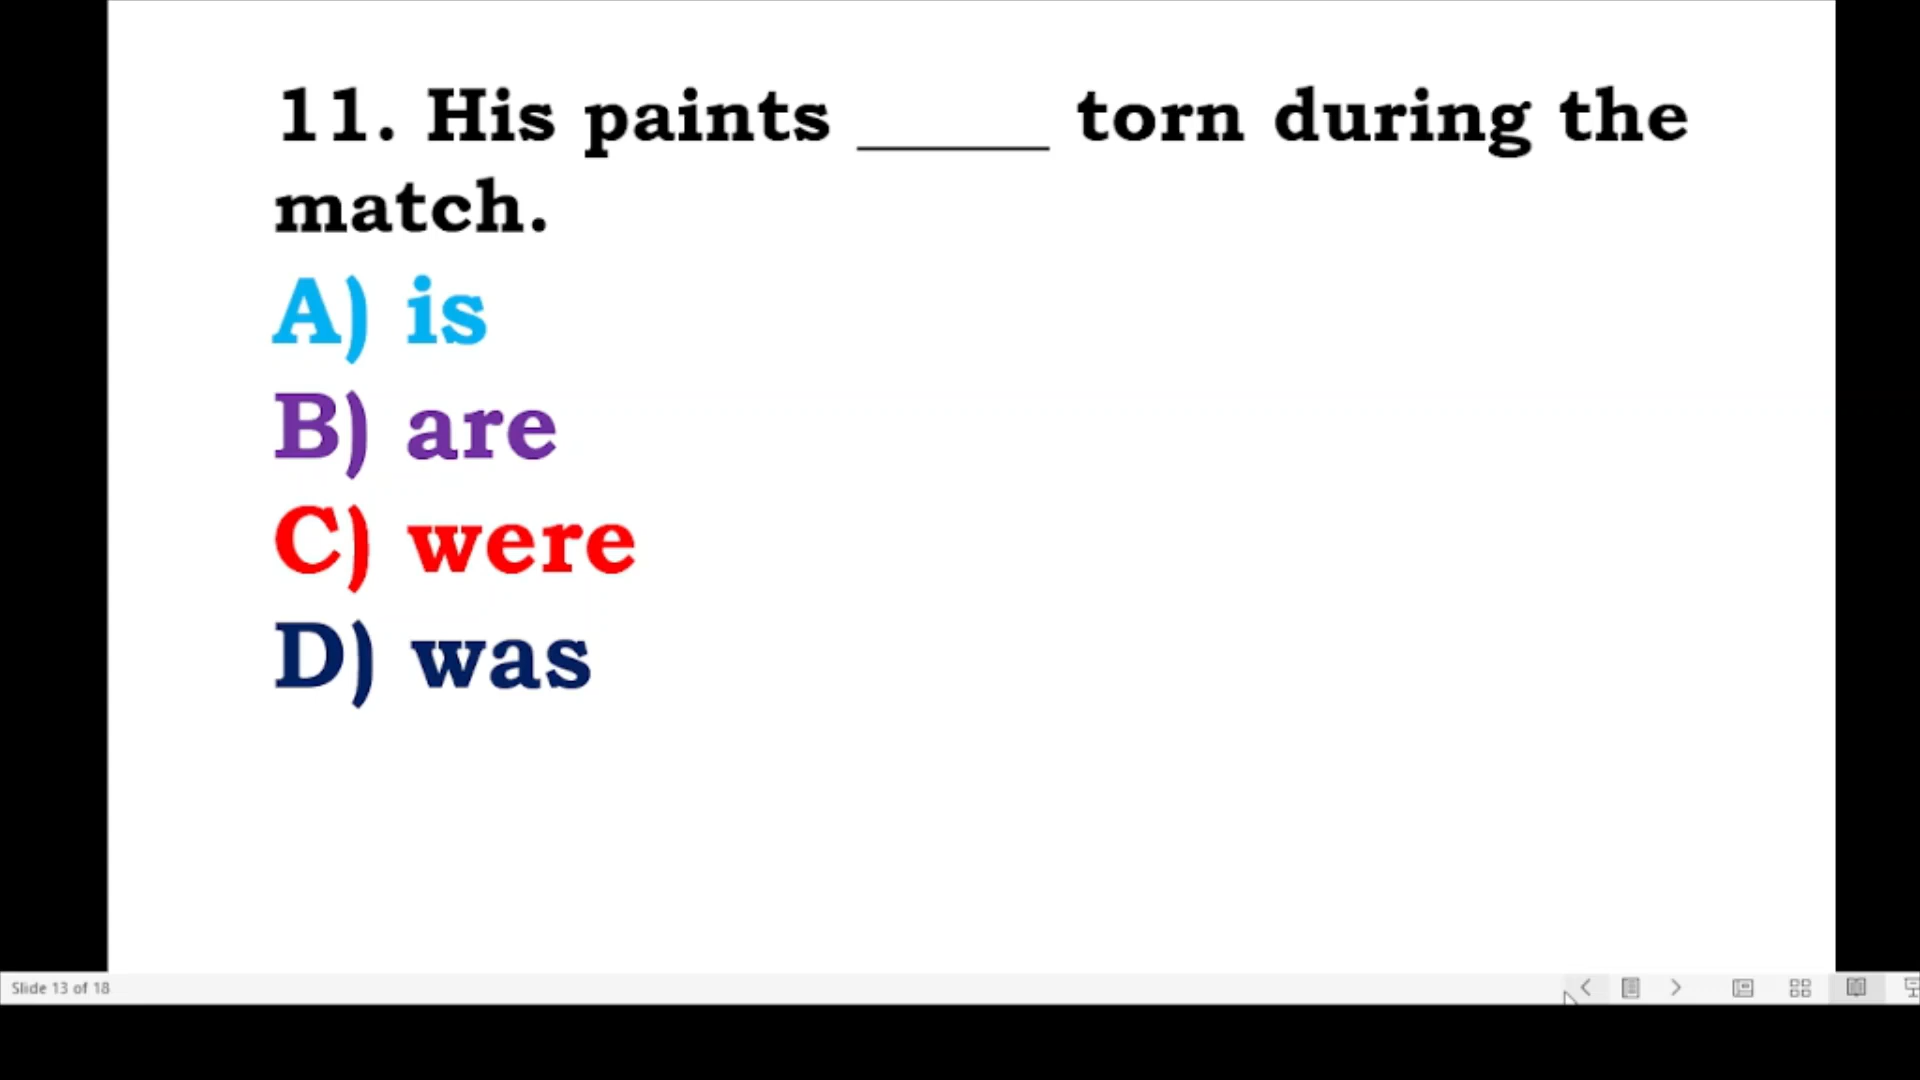 11. His paints _____ torn during the
match.
A) is
B) are
C) were
D) was
Slide 13 of 18